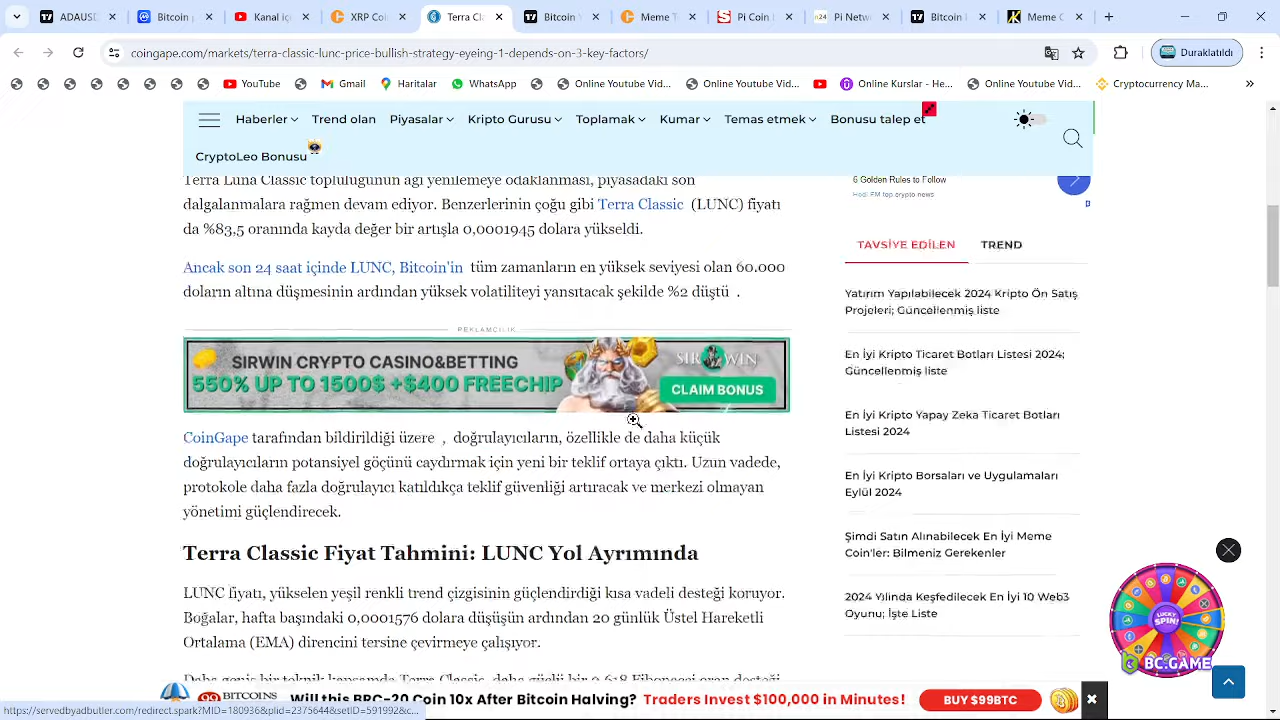 Bitcoin
Kanal iç
XRP Coin
Terra C
Bitcoin
Meme T
Pi Coin
Pi Netw
Bitcoin
Meme C
coingape.com/markets/terra-classic-lunc-price-bullish-strategy-eyeing-1-depends-on-3-key-factors/
Duraklatıldı
YouTube
Gmail
Haritalar
WhatsApp
Online Video...
Online Youtube Vid...
Online Kurslar - He...
Online Youtube Vid...
Cryptocurrency Ma...
Haberler
Trend olan
Piyasalar
Kripto Gurusu
Toplamak
Kumar
Temas etmek
Bonusu talep et
CryptoLeo Bonusu
Terra Luna Classic topluluğunun ağı yenilemeye odaklanması, piyasadaki son
dalgalanmalara rağmen devam ediyor. Benzerlerinin çoğu gibi Terra Classic (LUNC) fiyatı
da %83,5 oranında kayda değer bir artışla 0,0001945 dolara yükseldi.
Ancak son 24 saat içinde LUNC, Bitcoin'in tüm zamanların en yüksek seviyesi olan 60.000
doların altına düşmesinin ardından yüksek volatiliteyi yansıtacak şekilde %2 düştü .
REKLAMCILIK
SIRWIN CRYPTO CASINO&BETTING
550% UP TO 1500$ +$400 FREECHIP
SIR WIN
CLAIM BONUS
CoinGape tarafından bildirildiği üzere , doğrulayıcıların, özellikle de daha küçük
doğrulayıcıların potansiyel göçünü caydırmak için yeni bir teklif ortaya çıktı. Uzun vadede,
protokole daha fazla doğrulayıcı katıldıkça teklif güvenliği artıracak ve merkezi olmayan
yönetimi güçlendirecek.
Terra Classic Fiyat Tahmini: LUNC Yol Ayrımında
LUNC fiyatı, yükselen yeşil renkli trend çizgisinin güçlendirdiği kısa vadeli desteği koruyor.
Boğalar, hafta başındaki 0,0001576 dolara düşüşün ardından 20 günlük Üstel Hareketli
Ortalama (EMA) direncini tersine çevirmeye çalışıyor.
6 Golden Rules to Follow
Hodl FM top crypto news
TAVSİYE EDİLEN
TREND
Yatırım Yapılabilecek 2024 Kripto Ön Satış
Projeleri; Güncellenmiş liste
En İyi Kripto Ticaret Botları Listesi 2024;
Güncellenmiş liste
En İyi Kripto Yapay Zeka Ticaret Botları
Listesi 2024
En İyi Kripto Borsaları ve Uygulamaları
Eylül 2024
Şimdi Satın Alınabilecek En İyi Meme
Coin'ler: Bilmeniz Gerekenler
2024 Yılında Keşfedilecek En İyi 10 Web3
Oyunu; İşte Liste
LUCKY
SPIN!
BC.GAME
BITCOINS
Will this BRC-20 Coin 10x After Bitcoin Halving? Traders Invest $100,000 in Minutes!
BUY $99BTC